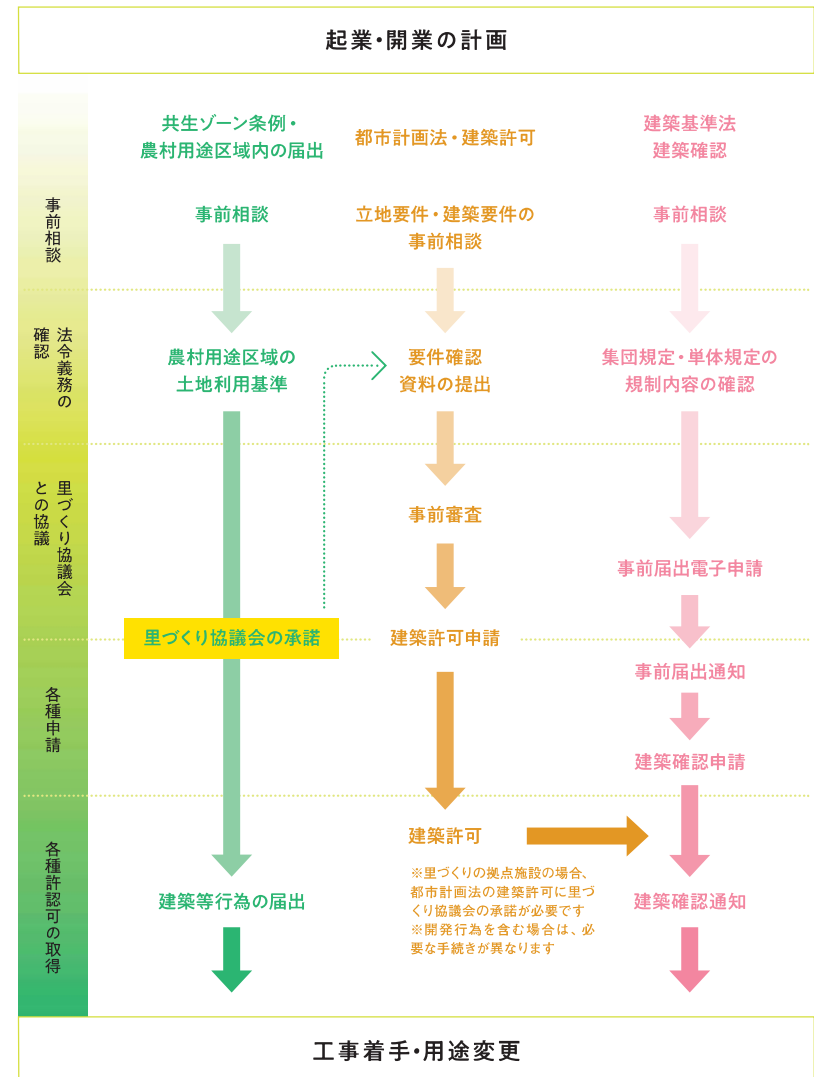 起業・開業の計画
事前相談
法令義務の
確認
里づくり協議会
との協議
各種申請
各種許認可の取得
共生ゾーン条例・
農村用途区域内の届出
事前相談
農村用途区域の
土地利用基準
里づくり協議会の承諾
建築等行為の届出
都市計画法・建築許可
立地要件・建築要件の
事前相談
要件確認
資料の提出
事前審査
建築許可申請
建築許可
※里づくりの拠点施設の場合、
都市計画法の建築許可に里づ
くり協議会の承諾が必要です
※開発行為を含む場合は、必
要な手続きが異なります
建築基準法
建築確認
事前相談
集団規定・単体規定の
規制内容の確認
事前届出電子申請
事前届出通知
建築確認申請
建築確認通知
工事着手・用途変更